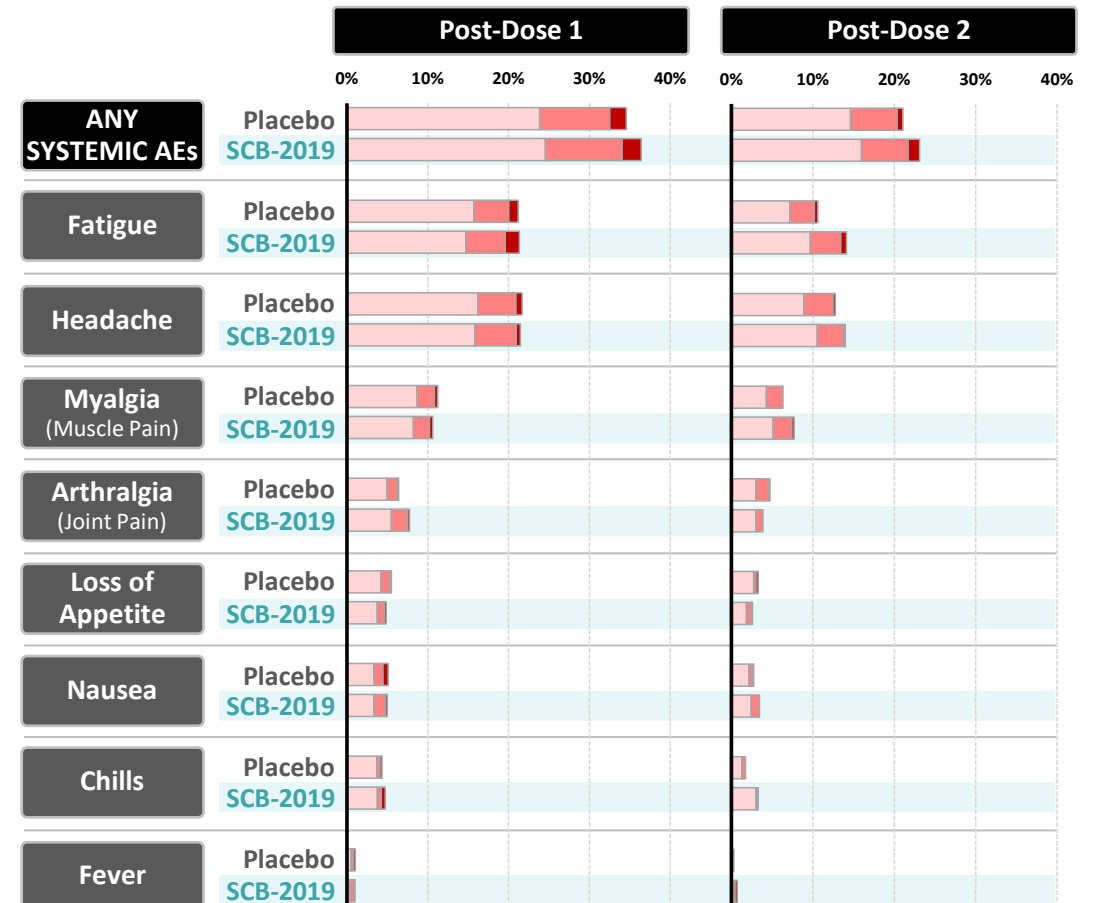 Post-Dose 1
Post-Dose 2
0% 10% 20% 30% 40%
0% 10% 20% 30% 40%
ANY
SYSTEMIC AEs
Placebo
SCB-2019
Fatigue
Placebo
SCB-2019
Headache
Placebo
SCB-2019
Myalgia
(Muscle Pain)
Placebo
SCB-2019
Arthralgia
(Joint Pain)
Placebo
SCB-2019
Loss of
Appetite
Placebo
SCB-2019
Nausea
Placebo
SCB-2019
Chills
Placebo
SCB-2019
Fever
Placebo
SCB-2019